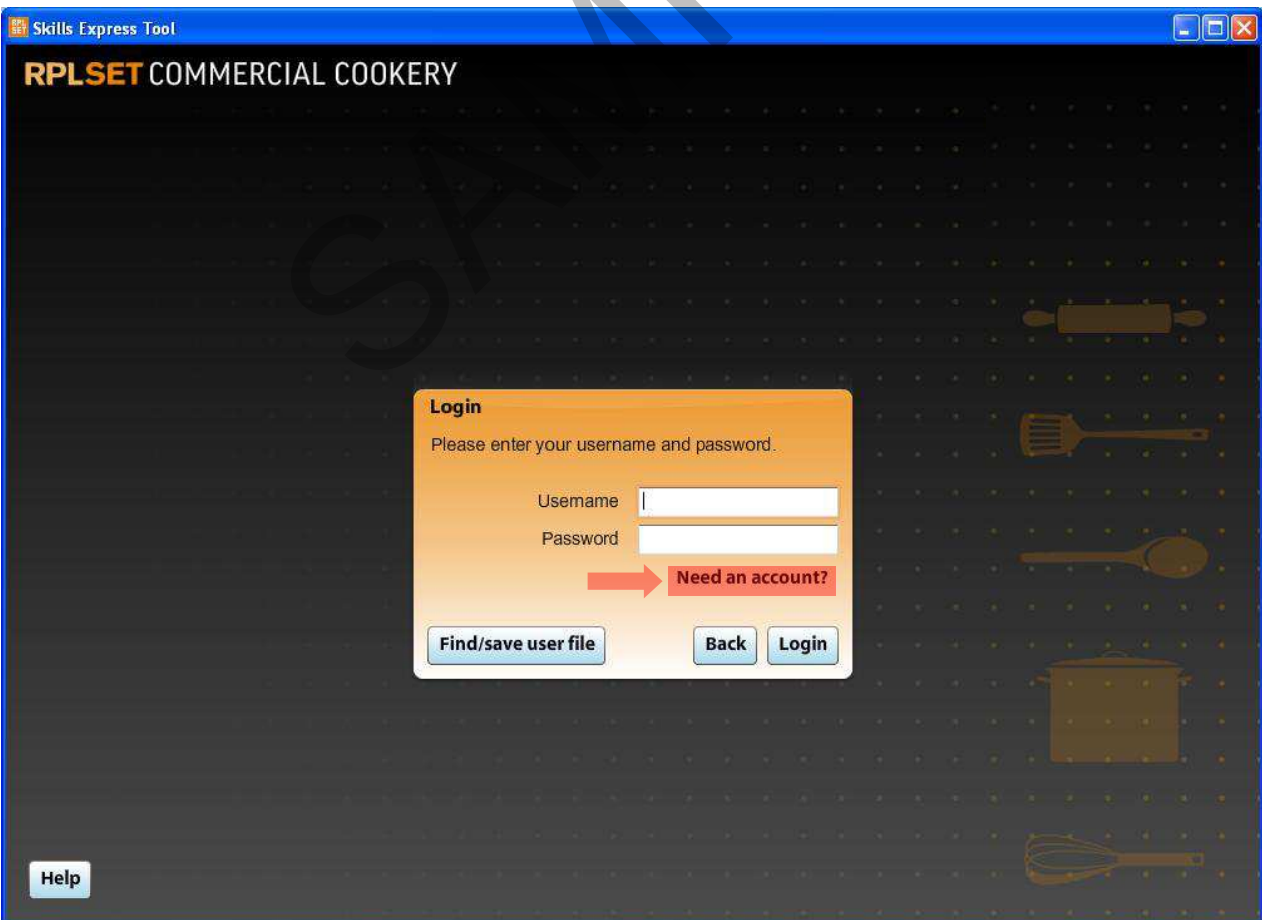 Skills Express Tool
RPLSET COMMERCIAL COOKERY
Login
Please enter your username and password.
Username
Password
Need an account?
Find/save user file
Back
Login
Help